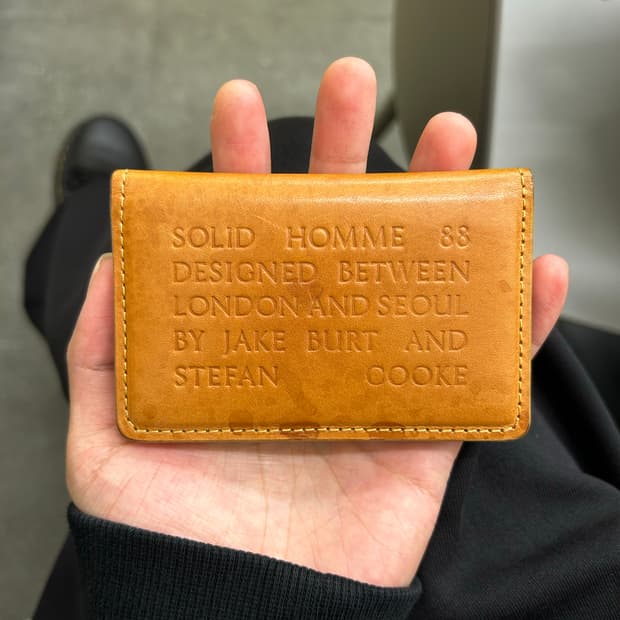 SOLID HOMME 88
DESIGNED BETWEEN
LONDON AND SEOUL
BY JAKE BURT AND
STEFAN COOKE